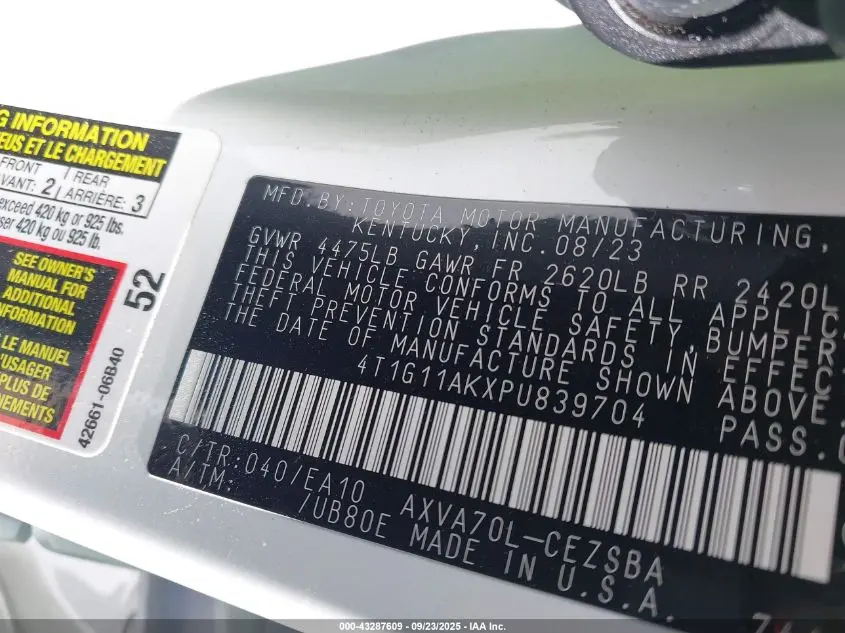 G INFORMATION
EUS ET LE CHARGEMENT
FRONT / REAR
AVANT: 2 / ARRIÈRE: 3
exceed 420 kg or 925 lbs.
ser 420 kg ou 925 lb.
SEE OWNER'S
MANUAL FOR
ADDITIONAL
INFORMATION
LE MANUEL
'USAGER
PLUS DE
NEMENTS
52
42661-06B40
MFD.BY:TOYOTA MOTOR MANUFACTURING,
KENTUCKY,INC.08/23
GVWR 4475LB GAWR FR 2620LB RR 2420L
THIS VEHICLE CONFORMS TO ALL APPLIC
FEDERAL MOTOR VEHICLE SAFETY,BUMPER
THEFT PREVENTION STANDARDS IN EFFE
THE DATE OF MANUFACTURE SHOWN ABOVE.
4T1G11AKXPU839704
PASS.
C/TR:040/EA10
A/TM: /UB80E
AXVA70L-CEZSBA
MADE IN U.S.A.
000-43287609 - 09/23/2025 - IAA Inc.